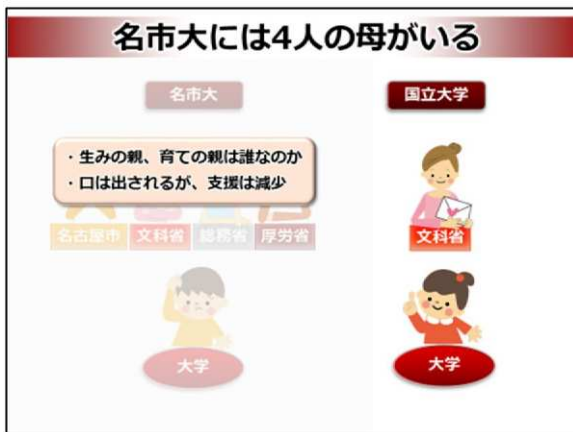 名市大には4人の母がいる
名市大
国立大学
・生みの親、育ての親は誰なのか
・口は出されるが、支援は減少
名古屋市 文科省 総務省 厚労省
文科省
大学
大学